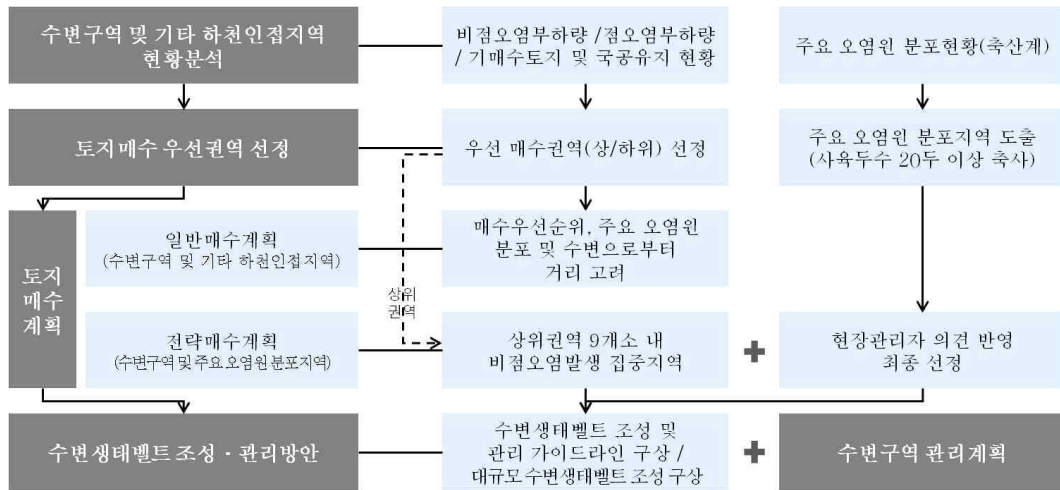 수변구역 및 기타 하천인접지역
현황분석
비점오염부하량 /점오염부하량
/ 기매수토지 및 국공유지 현황
주요 오염원 분포현황(축산계)
토지매수 우선권역 선정
우선 매수권역(상/하위) 선정
주요 오염원 분포지역 도출
(사육두수 20두 이상 축사)
토지
매수
계획
일반매수계획
(수변구역 및 기타 하천인접지역)
매수우선순위, 주요 오염원
분포 및 수변으로부터
거리 고려
상위
권역
전략매수계획
(수변구역 및 주요 오염원 분포지역)
상위권역 9개소 내
비점오염발생 집중지역
현장관리자 의견 반영
최종 선정
수변생태벨트 조성 · 관리방안
수변생태벨트 조성 및
관리 가이드라인 구상 /
대규모 수변생태벨트 조성 구상
수변구역 관리계획